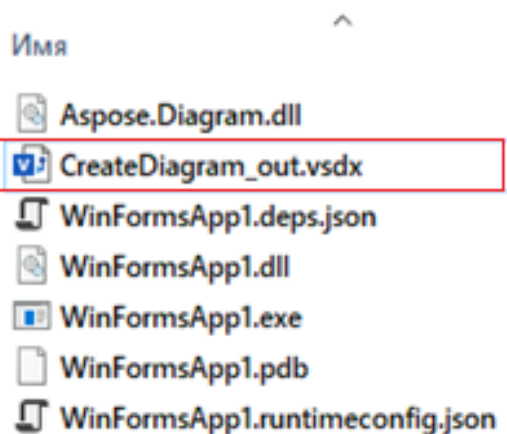 Имя
Aspose.Diagram.dll
CreateDiagram_out.vsdx
WinFormsApp1.deps.json
WinFormsApp1.dll
WinFormsApp1.exe
WinFormsApp1.pdb
WinFormsApp1.runtimeconfig.json